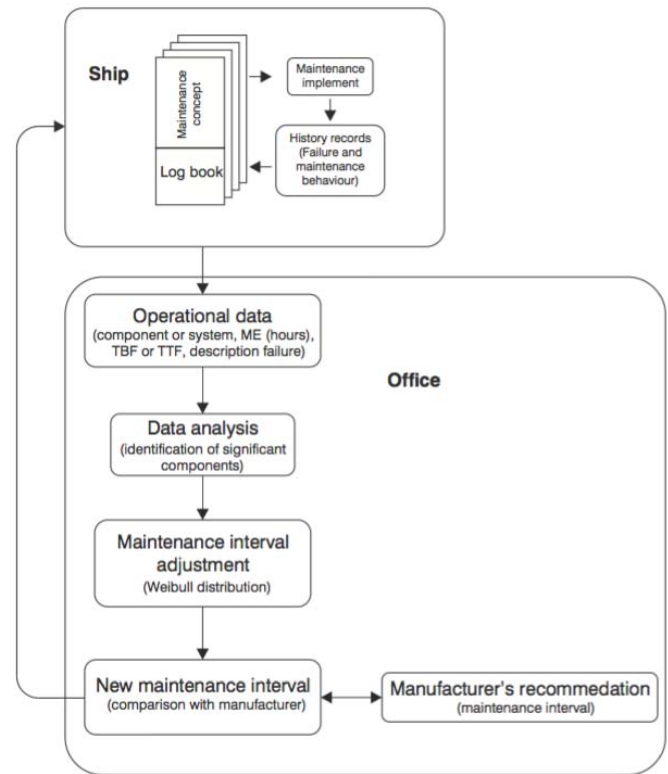 Ship
Maintenance
concept
Log book
Maintenance
implement
History records
(Failure and
maintenance
behaviour)
Operational data
(component or system, ME (hours),
TBF or TTF, description failure)
Office
Data analysis
(identification of significant
components)
Maintenance interval
adjustment
(Weibull distribution)
New maintenance interval
(comparison with manufacturer)
Manufacturer's recommedation
(maintenance interval)